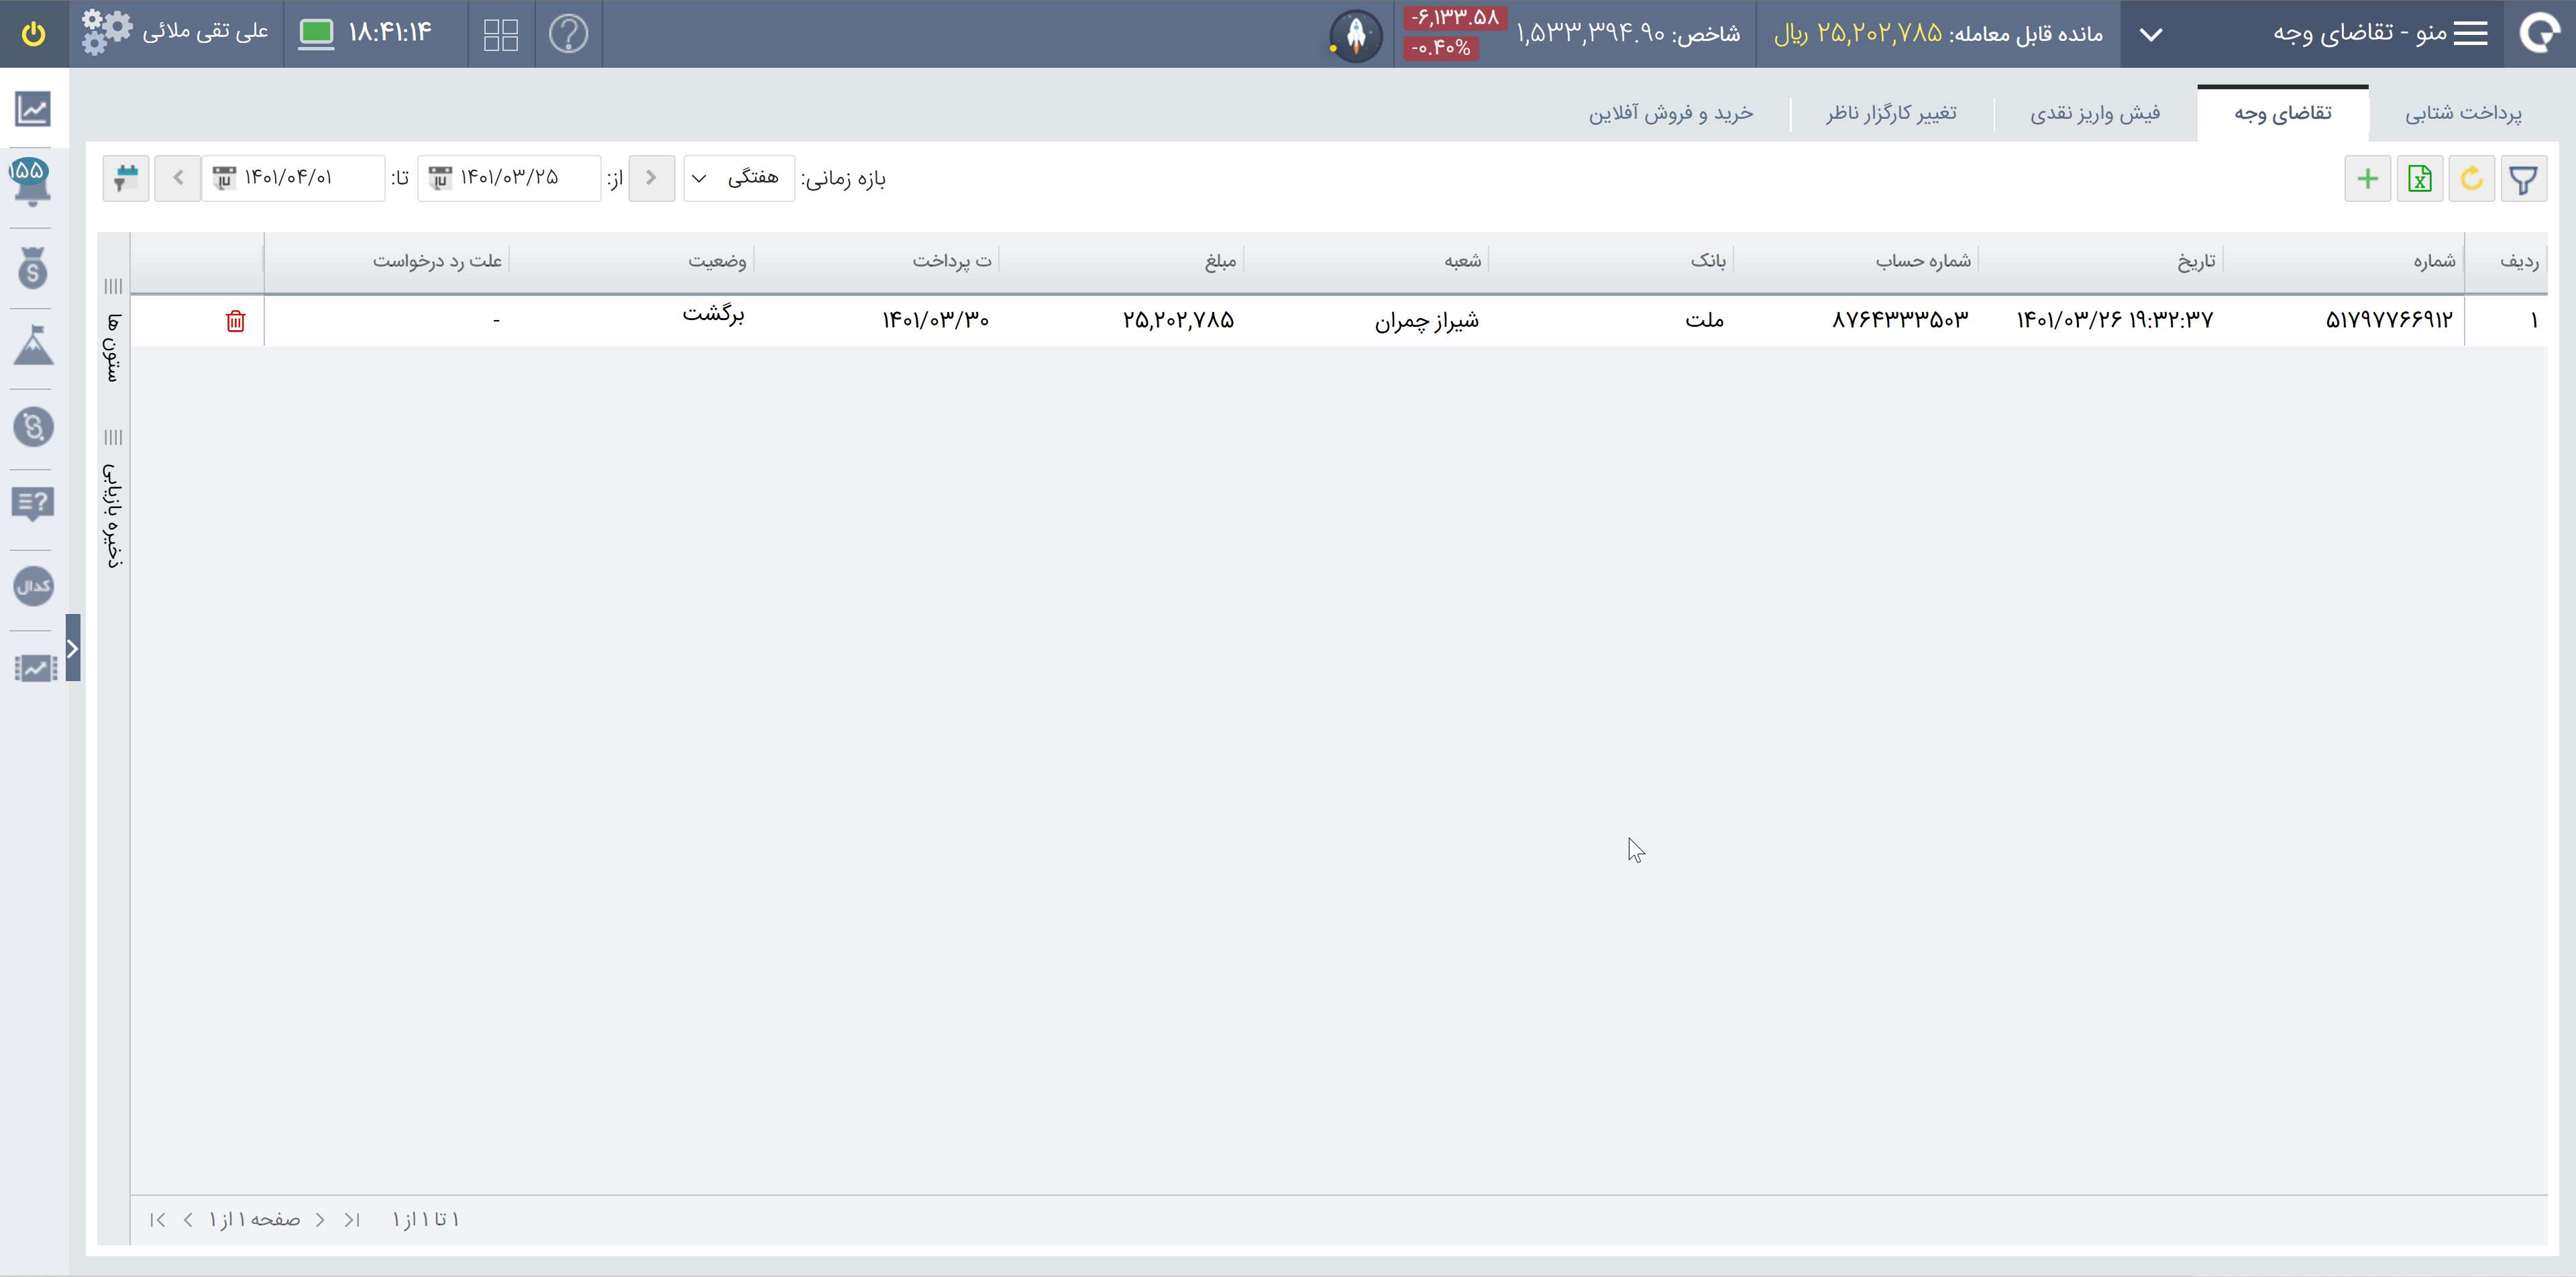 منو - تقاضای وجه
مانده قابل معامله: ۲۵,۲۰۲,۷۸۵ ریال
شاخص: ۱,۵۳۳,۳۹۴.۹۰
-۶,۱۳۳.۵۸
-۰.۴۰%
۱۸:۴۱:۱۴
علی تقی ملائی
پرداخت شتابی
تقاضای وجه
فیش واریز نقدی
تغییر کارگزار ناظر
خرید و فروش آفلاین
بازه زمانی: هفتگی از: ۱۴۰۱/۰۳/۲۵ تا: ۱۴۰۱/۰۴/۰۱
ردیف شماره تاریخ شماره حساب بانک شعبه مبلغ ت پرداخت وضعیت علت رد درخواست
۱ ۵۱۷۹۷۷۶۶۹۱۲ ۱۴۰۱/۰۳/۲۶ ۱۹:۳۲:۳۷ ۸۷۶۴۳۳۳۵۰۳ ملت شیراز چمران ۲۵,۲۰۲,۷۸۵ ۱۴۰۱/۰۳/۳۰ برگشت -
ستون ها
ذخیره بازیابی
۱۵۵
کدال
۱ تا ۱ از ۱
صفحه ۱ از ۱